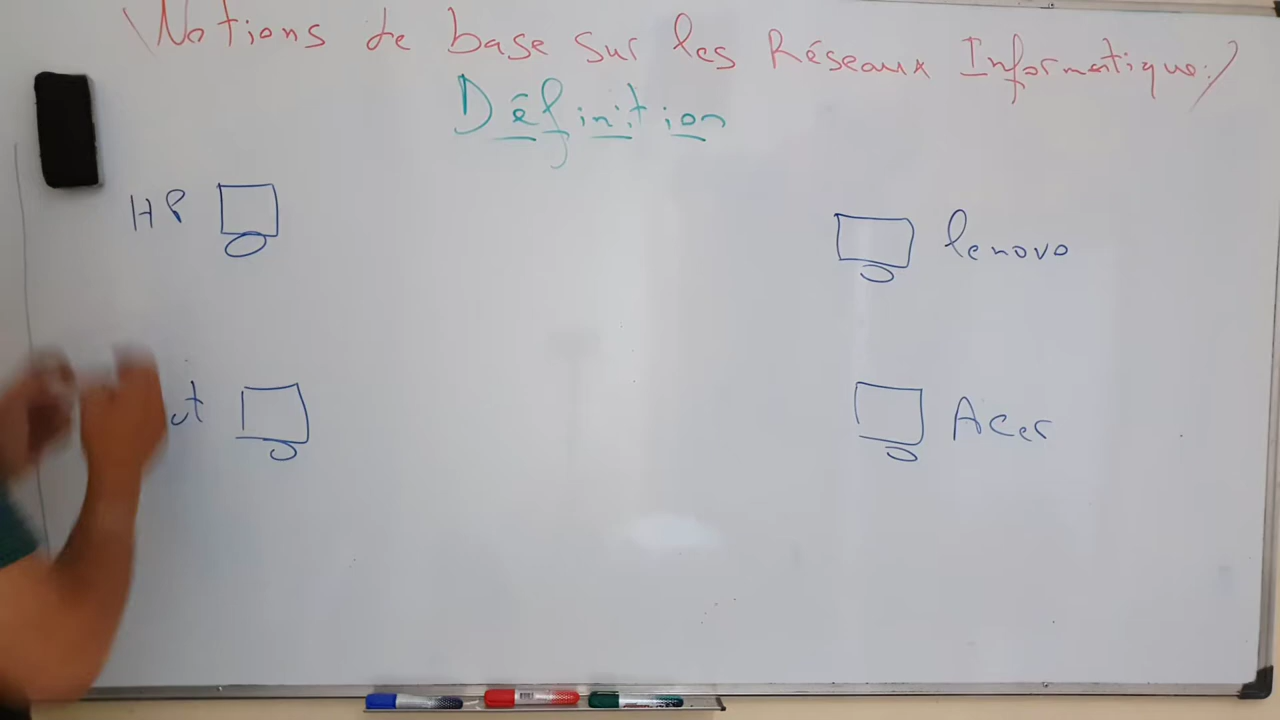 Notions de base sur les Réseaux Informatique:
Définition
HP
lenovo
Acer